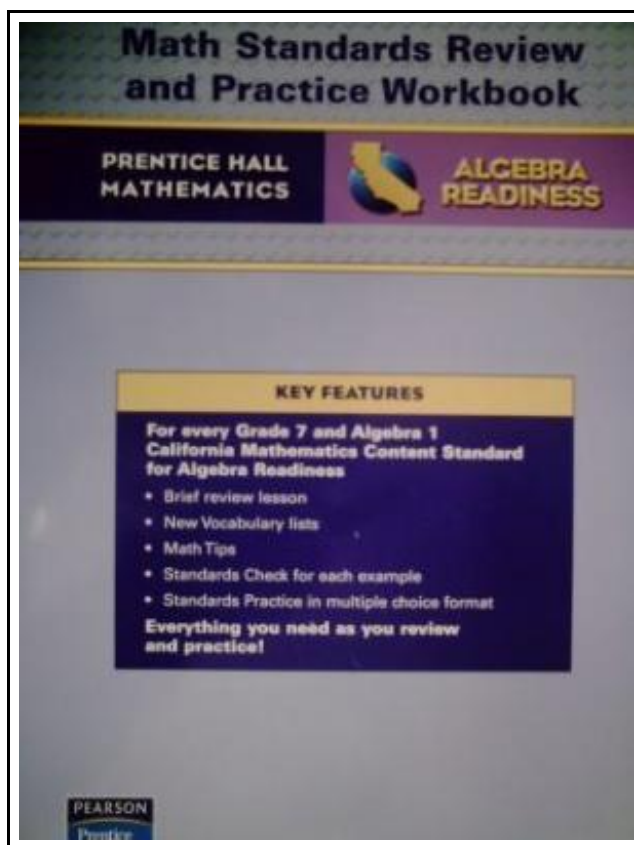 Math Standards Review
and Practice Workbook
PRENTICE HALL
MATHEMATICS
ALGEBRA
READINESS
KEY FEATURES
For every Grade 7 and Algebra 1
California Mathematics Content Standard
for Algebra Readiness
• Brief review lesson
• New Vocabulary lists
• Math Tips
• Standards Check for each example
• Standards Practice in multiple choice format
Everything you need as you review
and practice!
PEARSON
Prentice